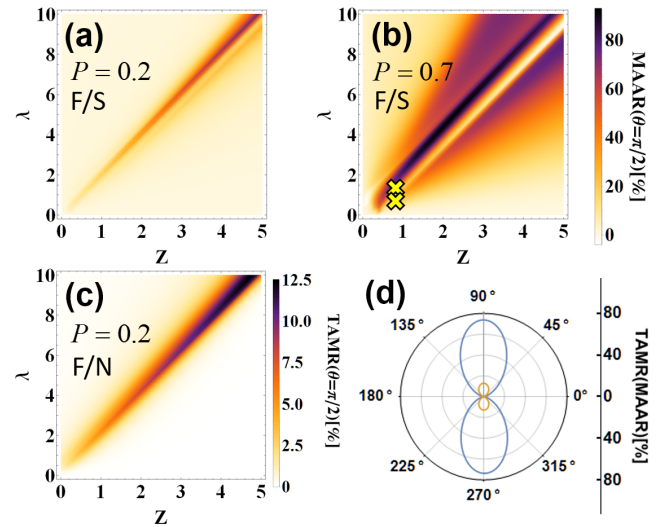 (a)
P = 0.2
F/S
λ
10
8
6
4
2
0
0 1 2 3 4 5
Z
(b)
P = 0.7
F/S
λ
10
8
6
4
2
0
0 1 2 3 4 5
Z
80
60
40
20
0
MAAR(θ=π/2)[%]
(c)
P = 0.2
F/N
λ
10
8
6
4
2
0
0 1 2 3 4 5
Z
12.5
10.0
7.5
5.0
2.5
0
TAMR(θ=π/2)[%]
(d)
90 °
135 °
45 °
180 °
0°
225 °
315 °
270 °
80
40
0
40
80
TAMR(MAAR)[%]